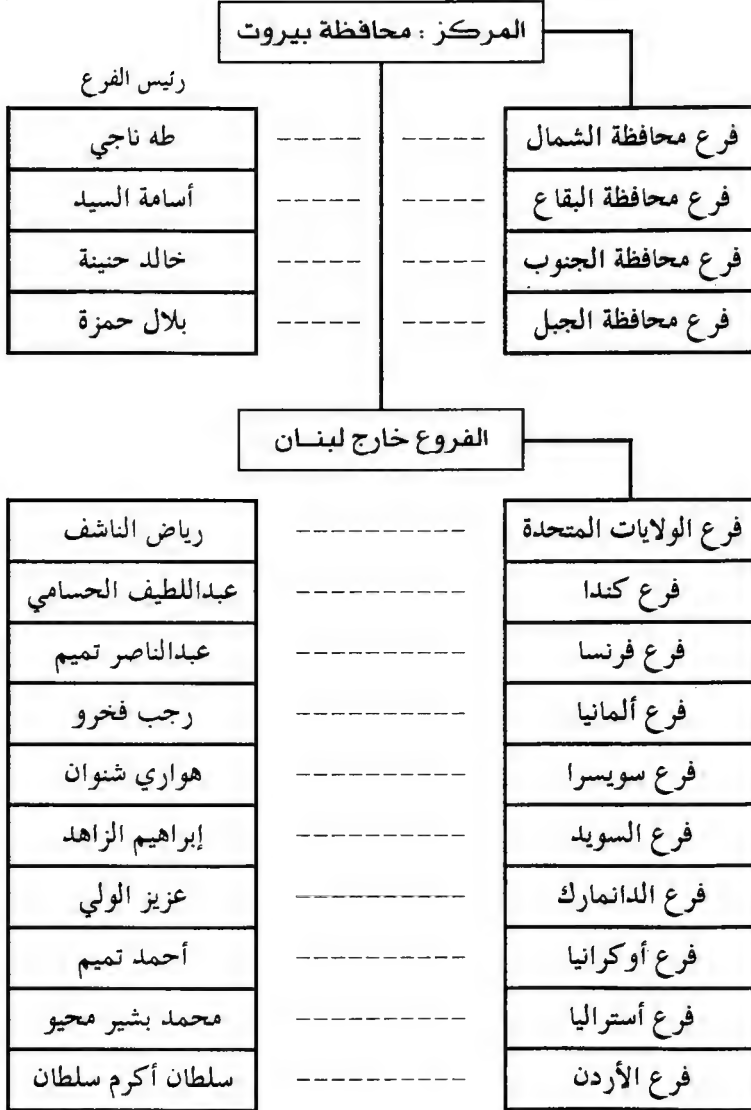 المركز : محافظة بيروت
رئيس الفرع
فرع محافظة الشمال ---- ---- طه ناجي
فرع محافظة البقاع ---- ---- أسامة السيد
فرع محافظة الجنوب ---- ---- خالد حنينة
فرع محافظة الجبل ---- ---- بلال حمزة
الفروع خارج لبنــان
فرع الولايات المتحدة -------- رياض الناشف
فرع كندا -------- عبداللطيف الحسامي
فرع فرنسا -------- عبدالناصر تميم
فرع ألمانيا -------- رجب فخرو
فرع سويسرا -------- هواري شنوان
فرع السويد -------- إبراهيم الزاهد
فرع الدانمارك -------- عزيز الولي
فرع أوكرانيا -------- أحمد تميم
فرع أستراليا -------- محمد بشير محيو
فرع الأردن -------- سلطان أكرم سلطان